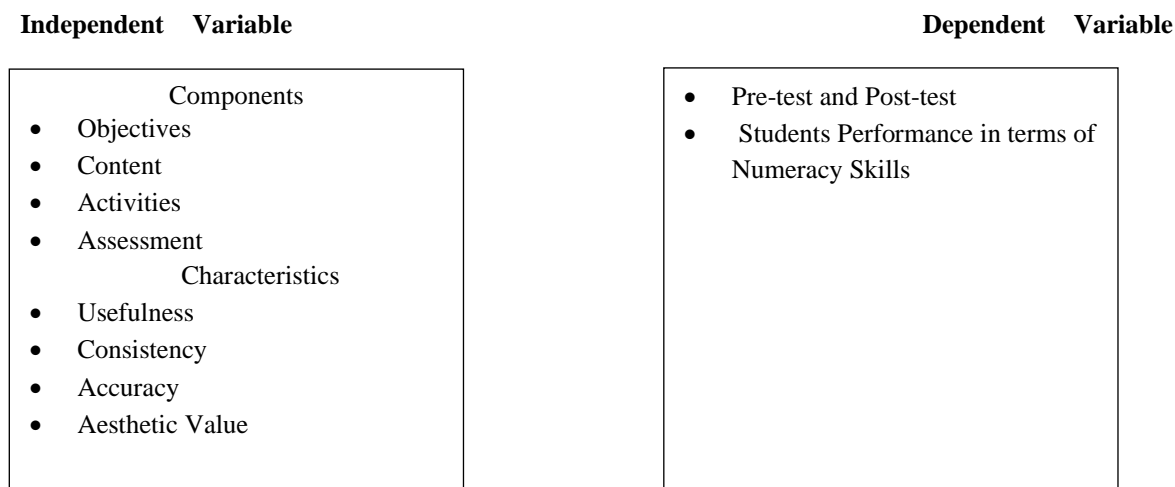 Independent Variable
Dependent Variable
Components
• Objectives
• Content
• Activities
• Assessment
Characteristics
• Usefulness
• Consistency
• Accuracy
• Aesthetic Value
• Pre-test and Post-test
• Students Performance in terms of
Numeracy Skills